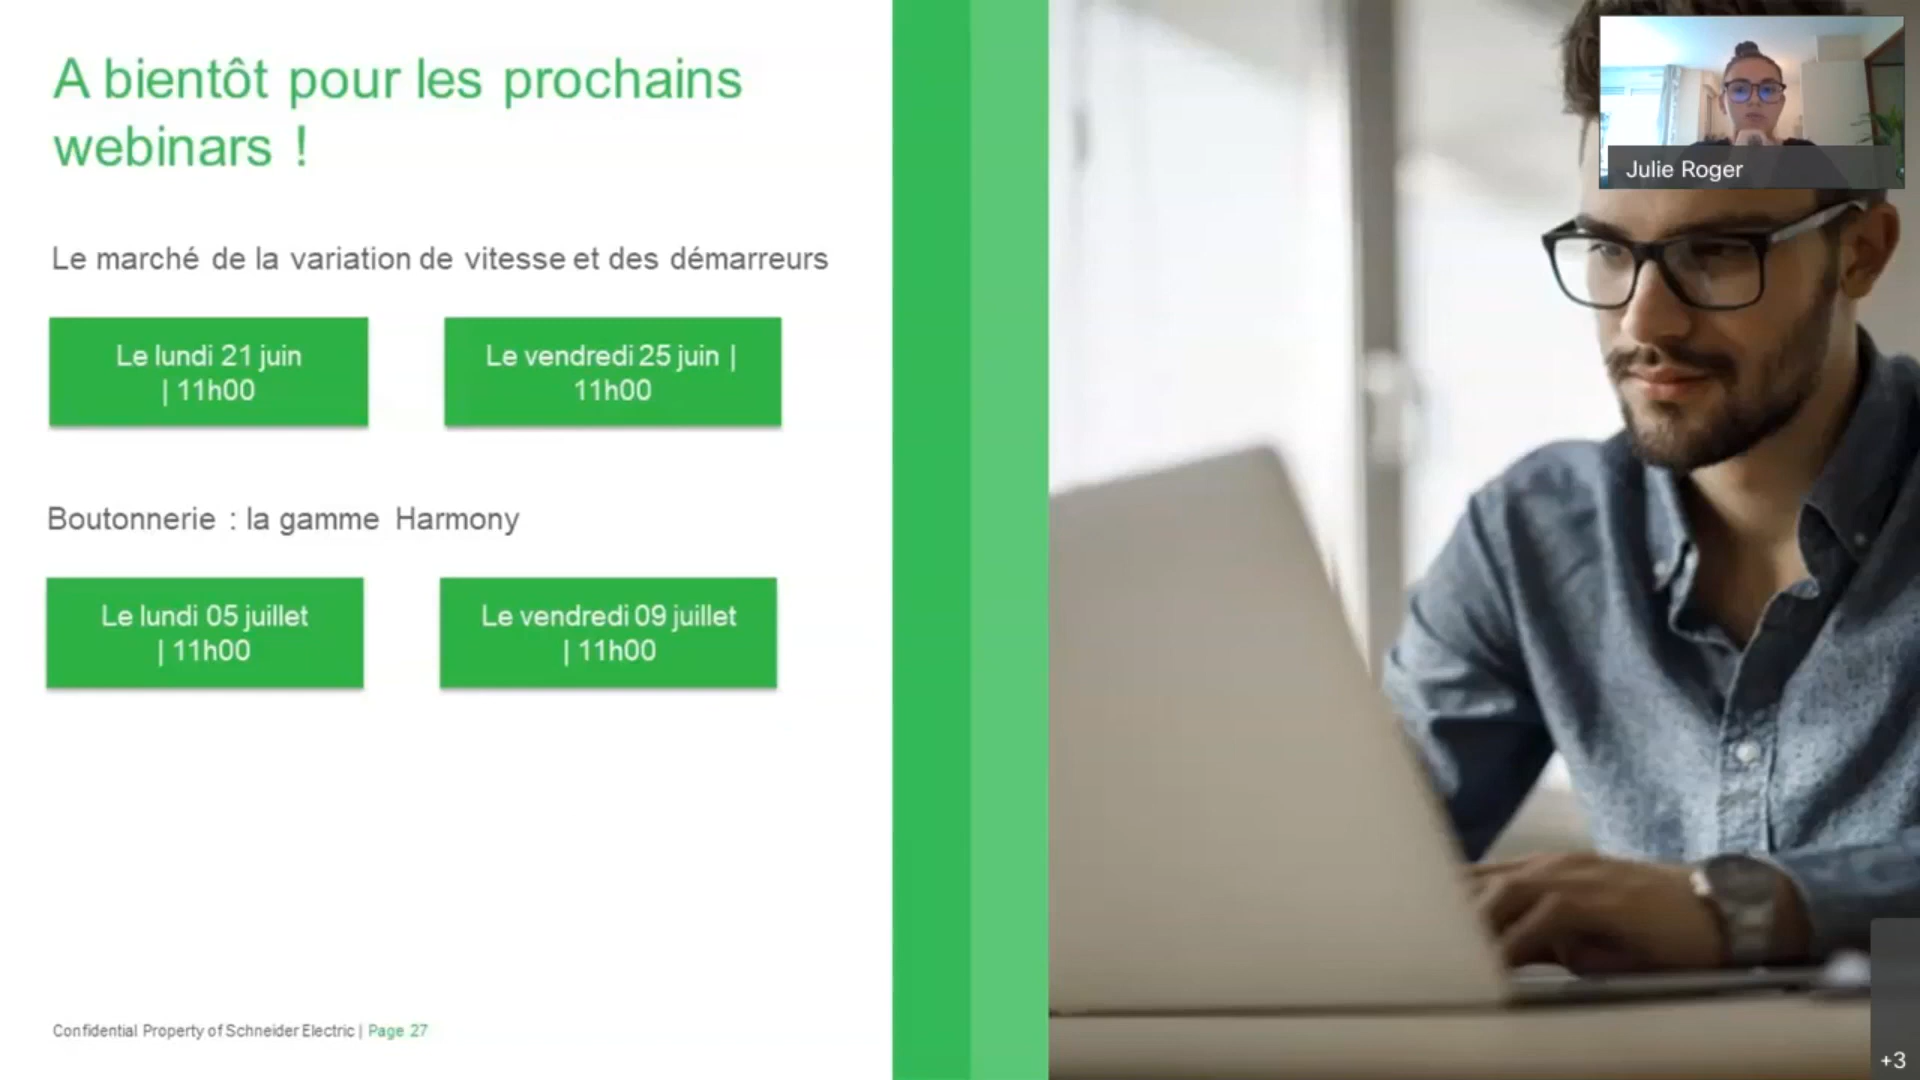 A bientôt pour les prochains
webinars !
Le marché de la variation de vitesse et des démarreurs
Le lundi 21 juin
| 11h00
Le vendredi 25 juin |
11h00
Boutonnerie : la gamme Harmony
Le lundi 05 juillet
| 11h00
Le vendredi 09 juillet
| 11h00
Confidential Property of Schneider Electric | Page 27
Julie Roger
+3